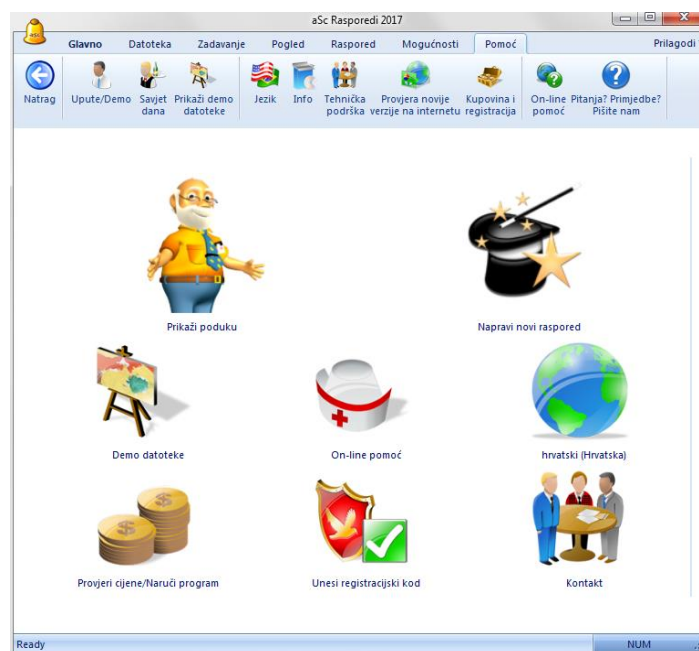 aSc Rasporedi 2017
aSc
Glavno Datoteka Zadavanje Pogled Raspored Mogućnosti Pomoć Prilagodi
Natrag Upute/Demo Savjet dana Prikaži demo datoteke Jezik Info Tehnička podrška Provjera novije verzije na internetu Kupovina i registracija On-line pomoć Pitanja? Primjedbe? Pišite nam
Prikaži poduku
Napravi novi raspored
Demo datoteke
On-line pomoć
hrvatski (Hrvatska)
Provjeri cijene/Naruči program
Unesi registracijski kod
Kontakt
Ready
NUM